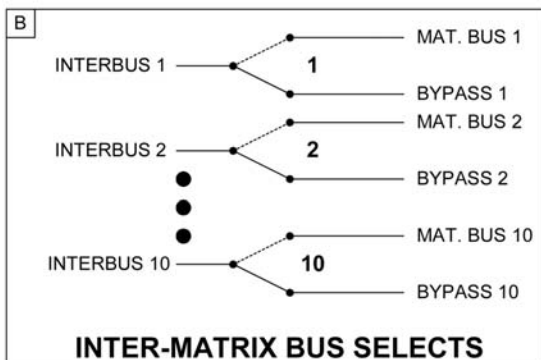 B
MAT. BUS 1
INTERBUS 1
1
BYPASS 1
MAT. BUS 2
INTERBUS 2
2
BYPASS 2
MAT. BUS 10
INTERBUS 10
10
BYPASS 10
INTER-MATRIX BUS SELECTS